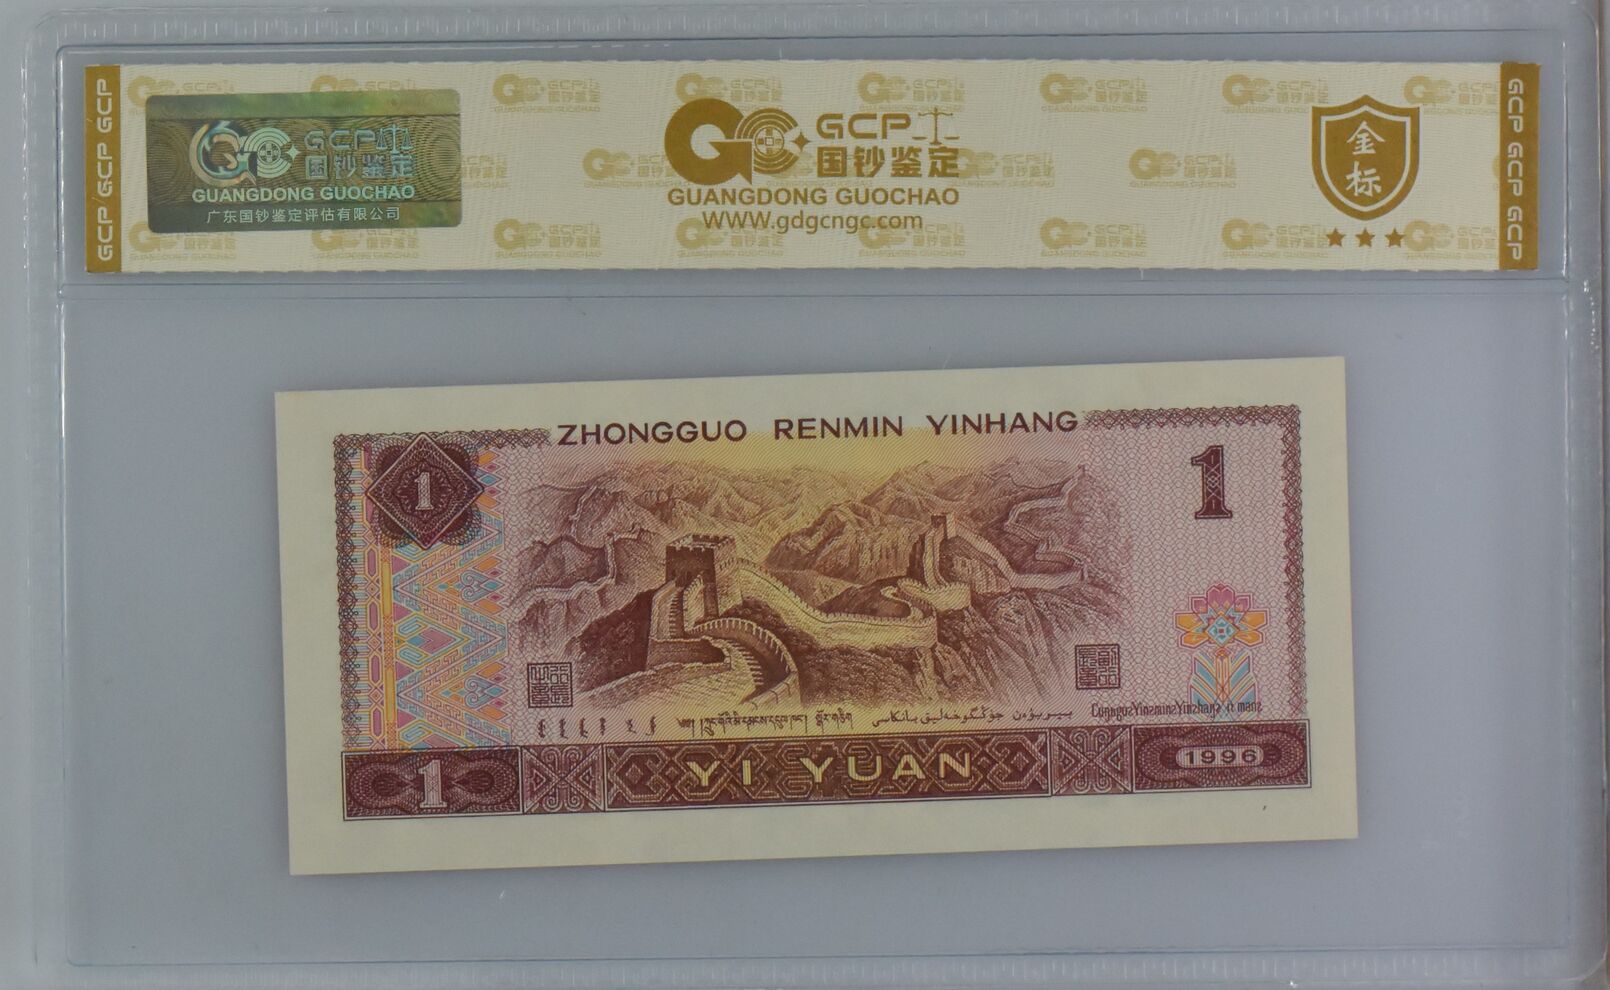 GCP GCP GCP
GCP
国钞鉴定
GUANGDONG GUOCHAO
广东国钞鉴定评估有限公司
GCP
国钞鉴定
GUANGDONG GUOCHAO
WWW.gdgcngc.com
金标
GCP GCP GCP
ZHONGGUO RENMIN YINHANG
1
1
1
YI YUAN
1996